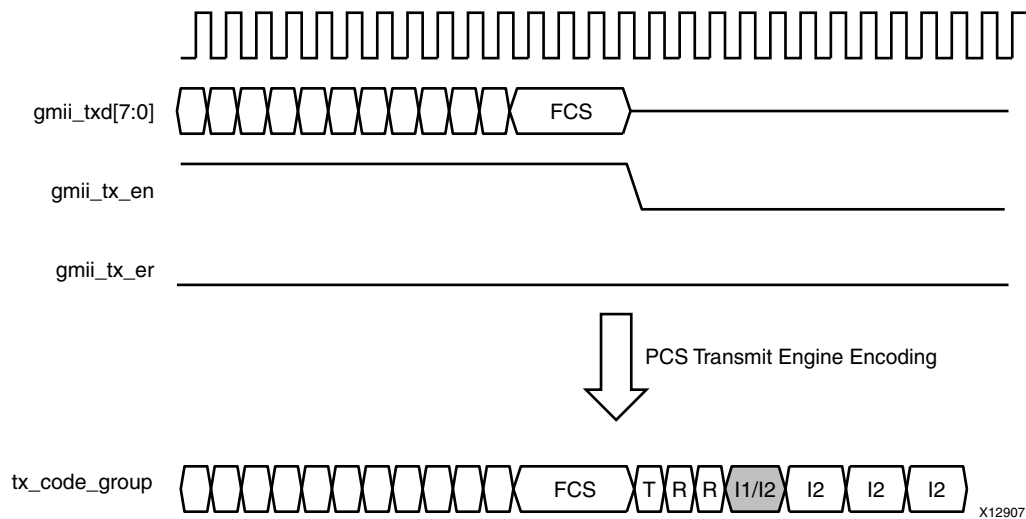 gmii_txd[7:0] FCS
gmii_tx_en
gmii_tx_er
PCS Transmit Engine Encoding
tx_code_group FCS T R R I1/I2 I2 I2 I2
X12907